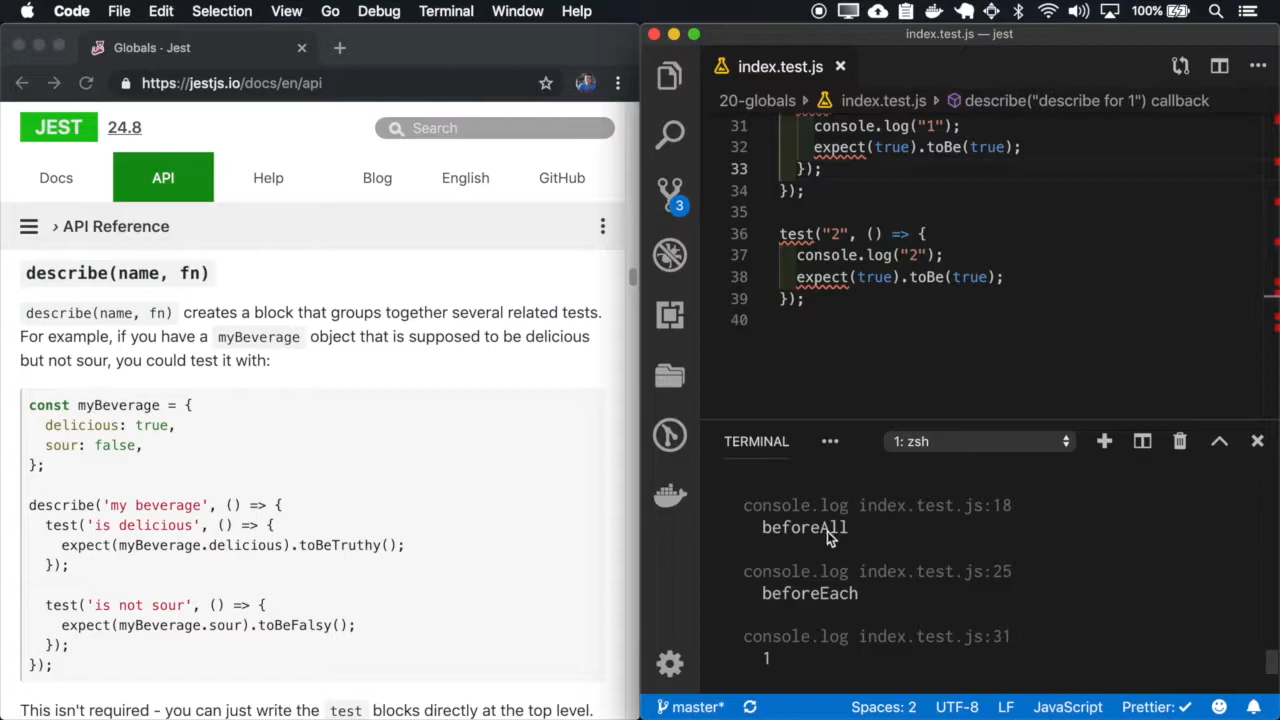 Code File Edit Selection View Go Debug Terminal Window Help 100%
Globals - Jest
https://jestjs.io/docs/en/api
JEST 24.8 Search
Docs API Help Blog English GitHub
› API Reference
describe(name, fn)
describe(name, fn) creates a block that groups together several related tests.
For example, if you have a myBeverage object that is supposed to be delicious
but not sour, you could test it with:
const myBeverage = {
  delicious: true,
  sour: false,
};
describe('my beverage', () => {
  test('is delicious', () => {
    expect(myBeverage.delicious).toBeTruthy();
  });
  test('is not sour', () => {
    expect(myBeverage.sour).toBeFalsy();
  });
});
This isn't required - you can just write the test blocks directly at the top level.
index.test.js — jest
index.test.js
20-globals index.test.js describe("describe for 1") callback
31 console.log("1");
32 expect(true).toBe(true);
33 });
34 });
35
36 test("2", () => {
37 console.log("2");
38 expect(true).toBe(true);
39 });
40
3
TERMINAL 1: zsh
console.log index.test.js:18
beforeAll
console.log index.test.js:25
beforeEach
console.log index.test.js:31
1
master* Spaces: 2 UTF-8 LF JavaScript Prettier: ✓